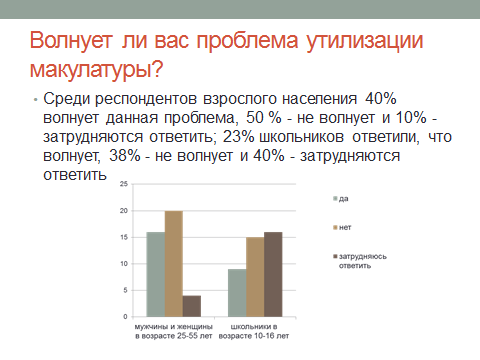 Волнует ли вас проблема утилизации
макулатуры?
• Среди респондентов взрослого населения 40%
волнует данная проблема, 50 % - не волнует и 10% -
затрудняются ответить; 23% школьников ответили, что
волнует, 38% - не волнует и 40% - затрудняются
ответить
25
20
15
10
5
0
мужчины и женщины
в возрасте 25-55 лет
школьники в
возрасте 10-16 лет
да
нет
затрудняюсь
ответить